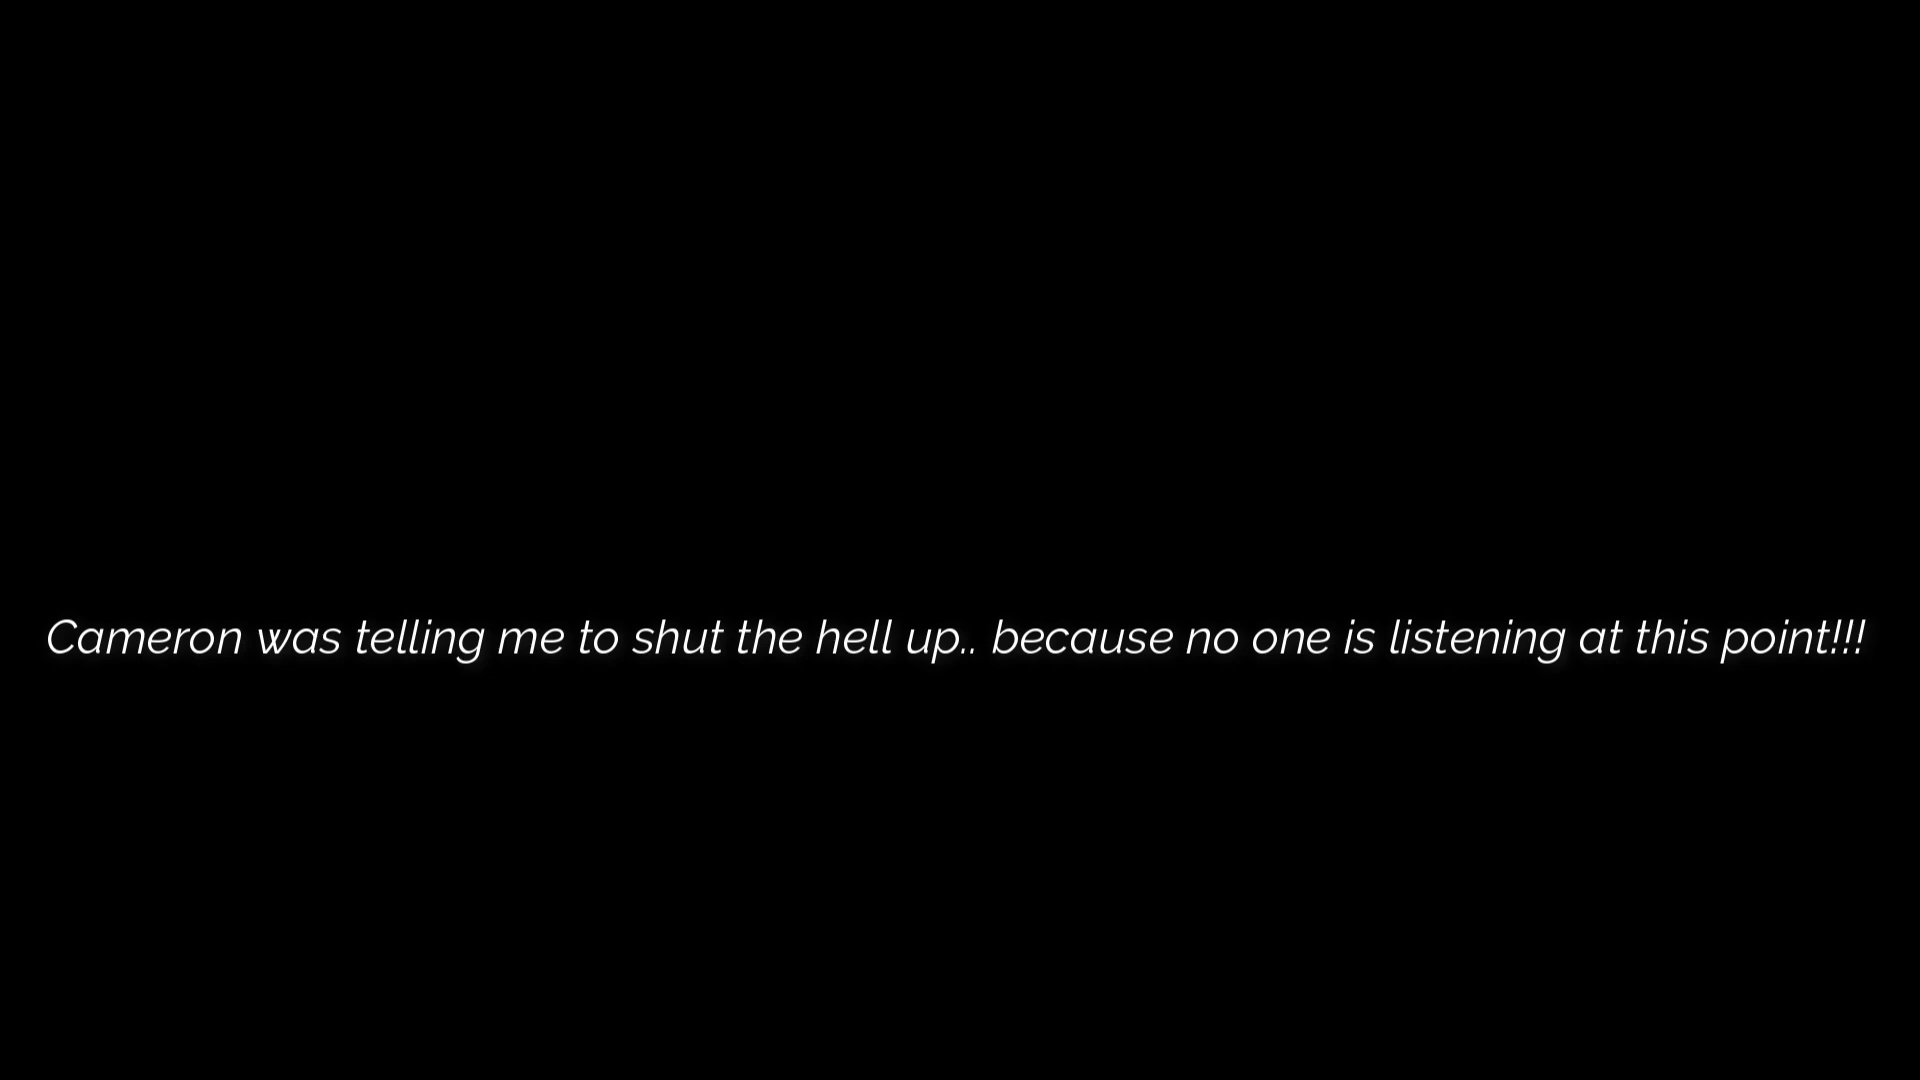 Cameron was telling me to shut the hell up.. because no one is listening at this point!!!